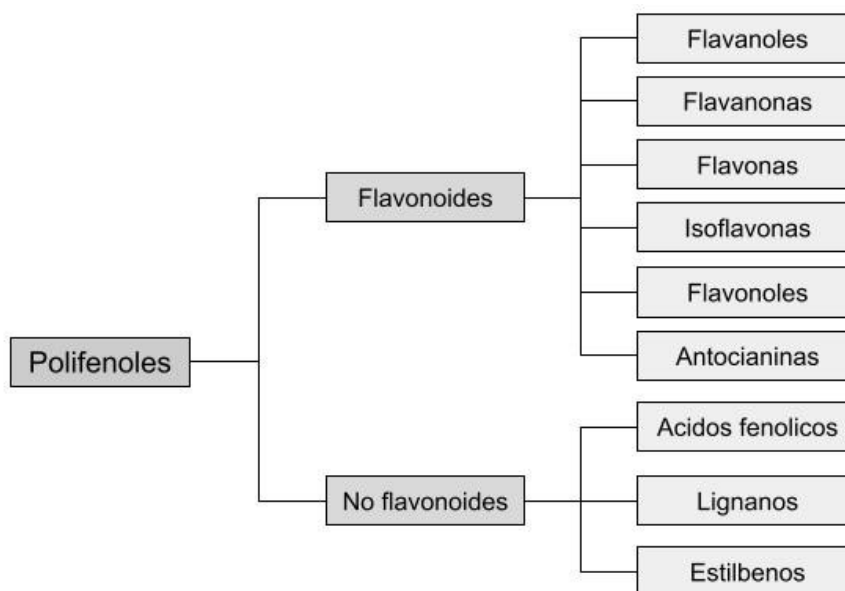 Polifenoles
Flavonoides
Flavanoles
Flavanonas
Flavonas
Isoflavonas
Flavonoles
Antocianinas
No flavonoides
Acidos fenolicos
Lignanos
Estilbenos